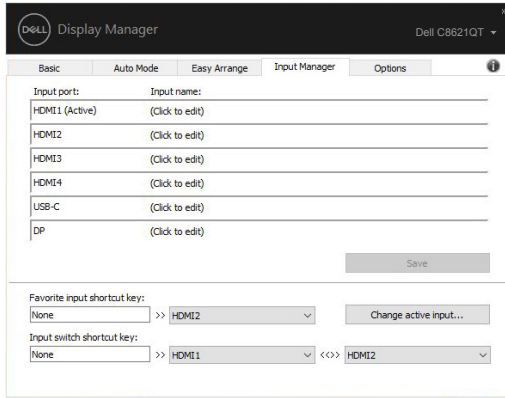 DELL Display Manager
Dell C8621QT
Basic Auto Mode Easy Arrange Input Manager Options
Input port: Input name:
HDMI1 (Active) (Click to edit)
HDMI2 (Click to edit)
HDMI3 (Click to edit)
HDMI4 (Click to edit)
USB-C (Click to edit)
DP (Click to edit)
Save
Favorite input shortcut key:
None >> HDMI2 Change active input...
Input switch shortcut key:
None >> HDMI1 <<>> HDMI2